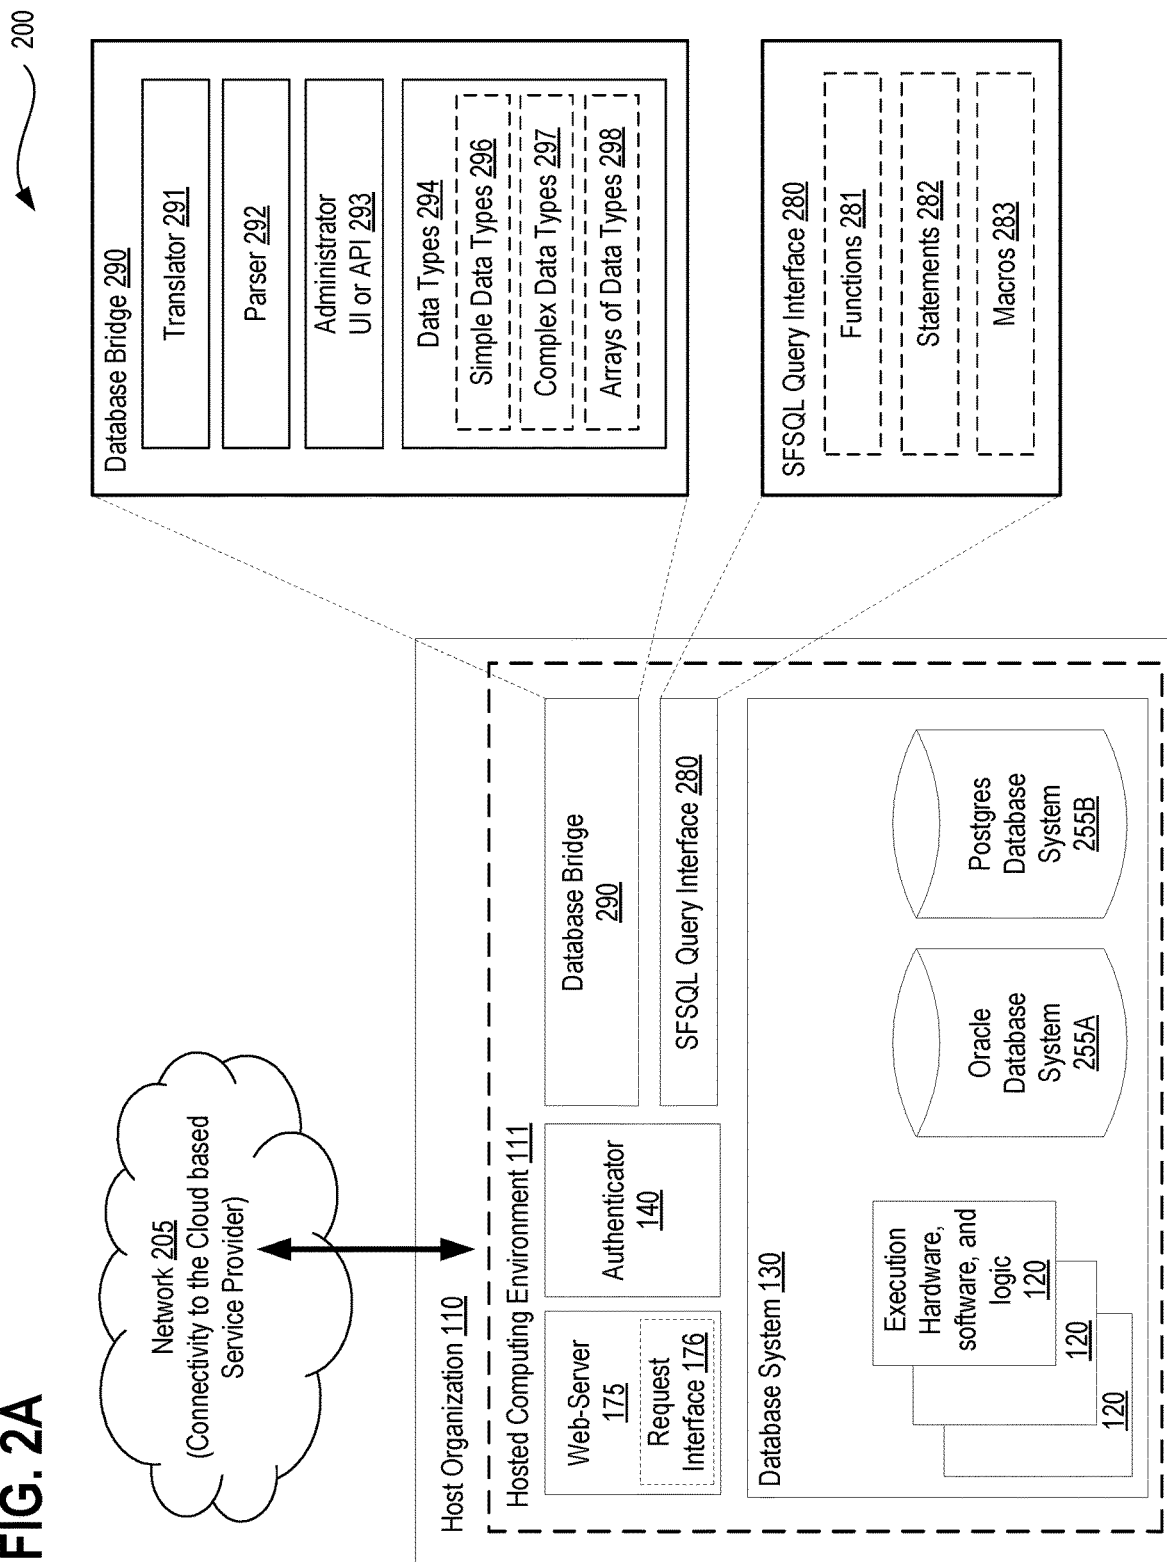 FIG. 2A
200
Network 205
(Connectivity to the Cloud based
Service Provider)
Host Organization 110
Hosted Computing Environment 111
Web-Server
175
Request
Interface 176
Authenticator
140
Database Bridge
290
SFSQL Query Interface 280
Database System 130
Execution
Hardware,
software, and
logic
120
120
120
Oracle
Database
System
255A
Postgres
Database
System
255B
Database Bridge 290
Translator 291
Parser 292
Administrator
UI or API 293
Data Types 294
Simple Data Types 296
Complex Data Types 297
Arrays of Data Types 298
SFSQL Query Interface 280
Functions 281
Statements 282
Macros 283